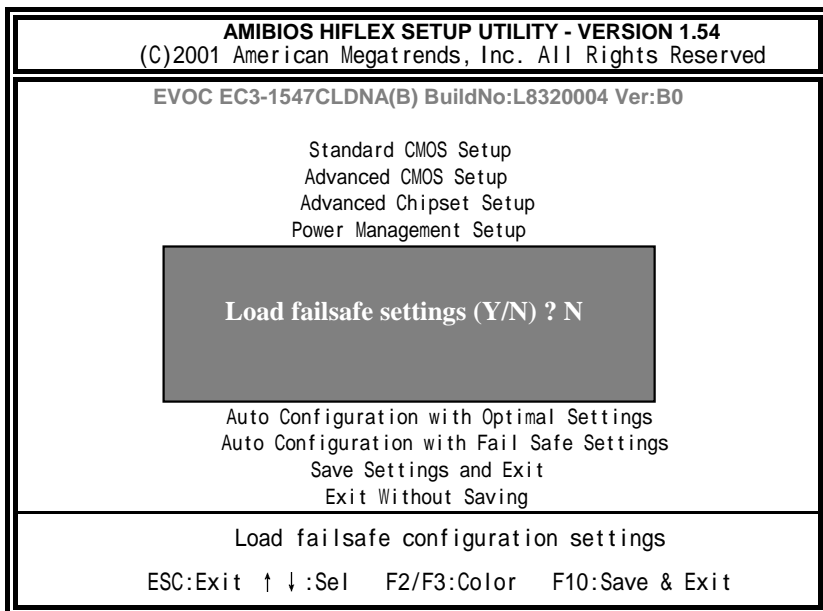 AMIBIOS HIFLEX SETUP UTILITY - VERSION 1.54
(C)2001 American Megatrends, Inc. All Rights Reserved
EVOC EC3-1547CLDNA(B) BuildNo:L8320004 Ver:B0
Standard CMOS Setup
Advanced CMOS Setup
Advanced Chipset Setup
Power Management Setup
Load failsafe settings (Y/N) ? N
Auto Configuration with Optimal Settings
Auto Configuration with Fail Safe Settings
Save Settings and Exit
Exit Without Saving
Load failsafe configuration settings
ESC:Exit ↑↓:Sel F2/F3:Color F10:Save & Exit